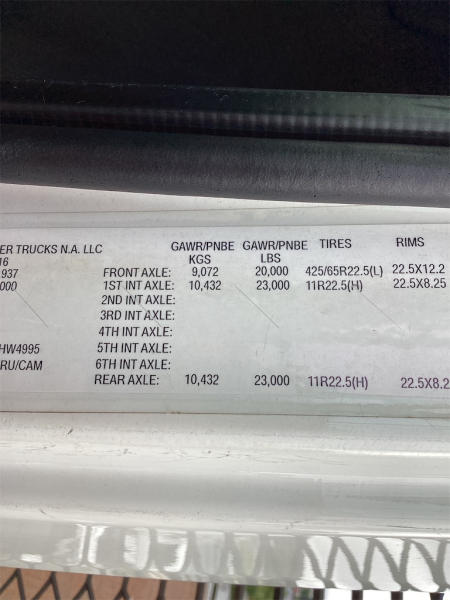 ER TRUCKS N.A. LLC GAWR/PNBE GAWR/PNBE TIRES RIMS
16 KGS LBS
937 FRONT AXLE: 9,072 20,000 425/65R22.5(L) 22.5X12.2
000 1ST INT AXLE: 10,432 23,000 11R22.5(H) 22.5X8.25
2ND INT AXLE:
3RD INT AXLE:
4TH INT AXLE:
HW4995 5TH INT AXLE:
RU/CAM 6TH INT AXLE:
REAR AXLE: 10,432 23,000 11R22.5(H) 22.5X8.2